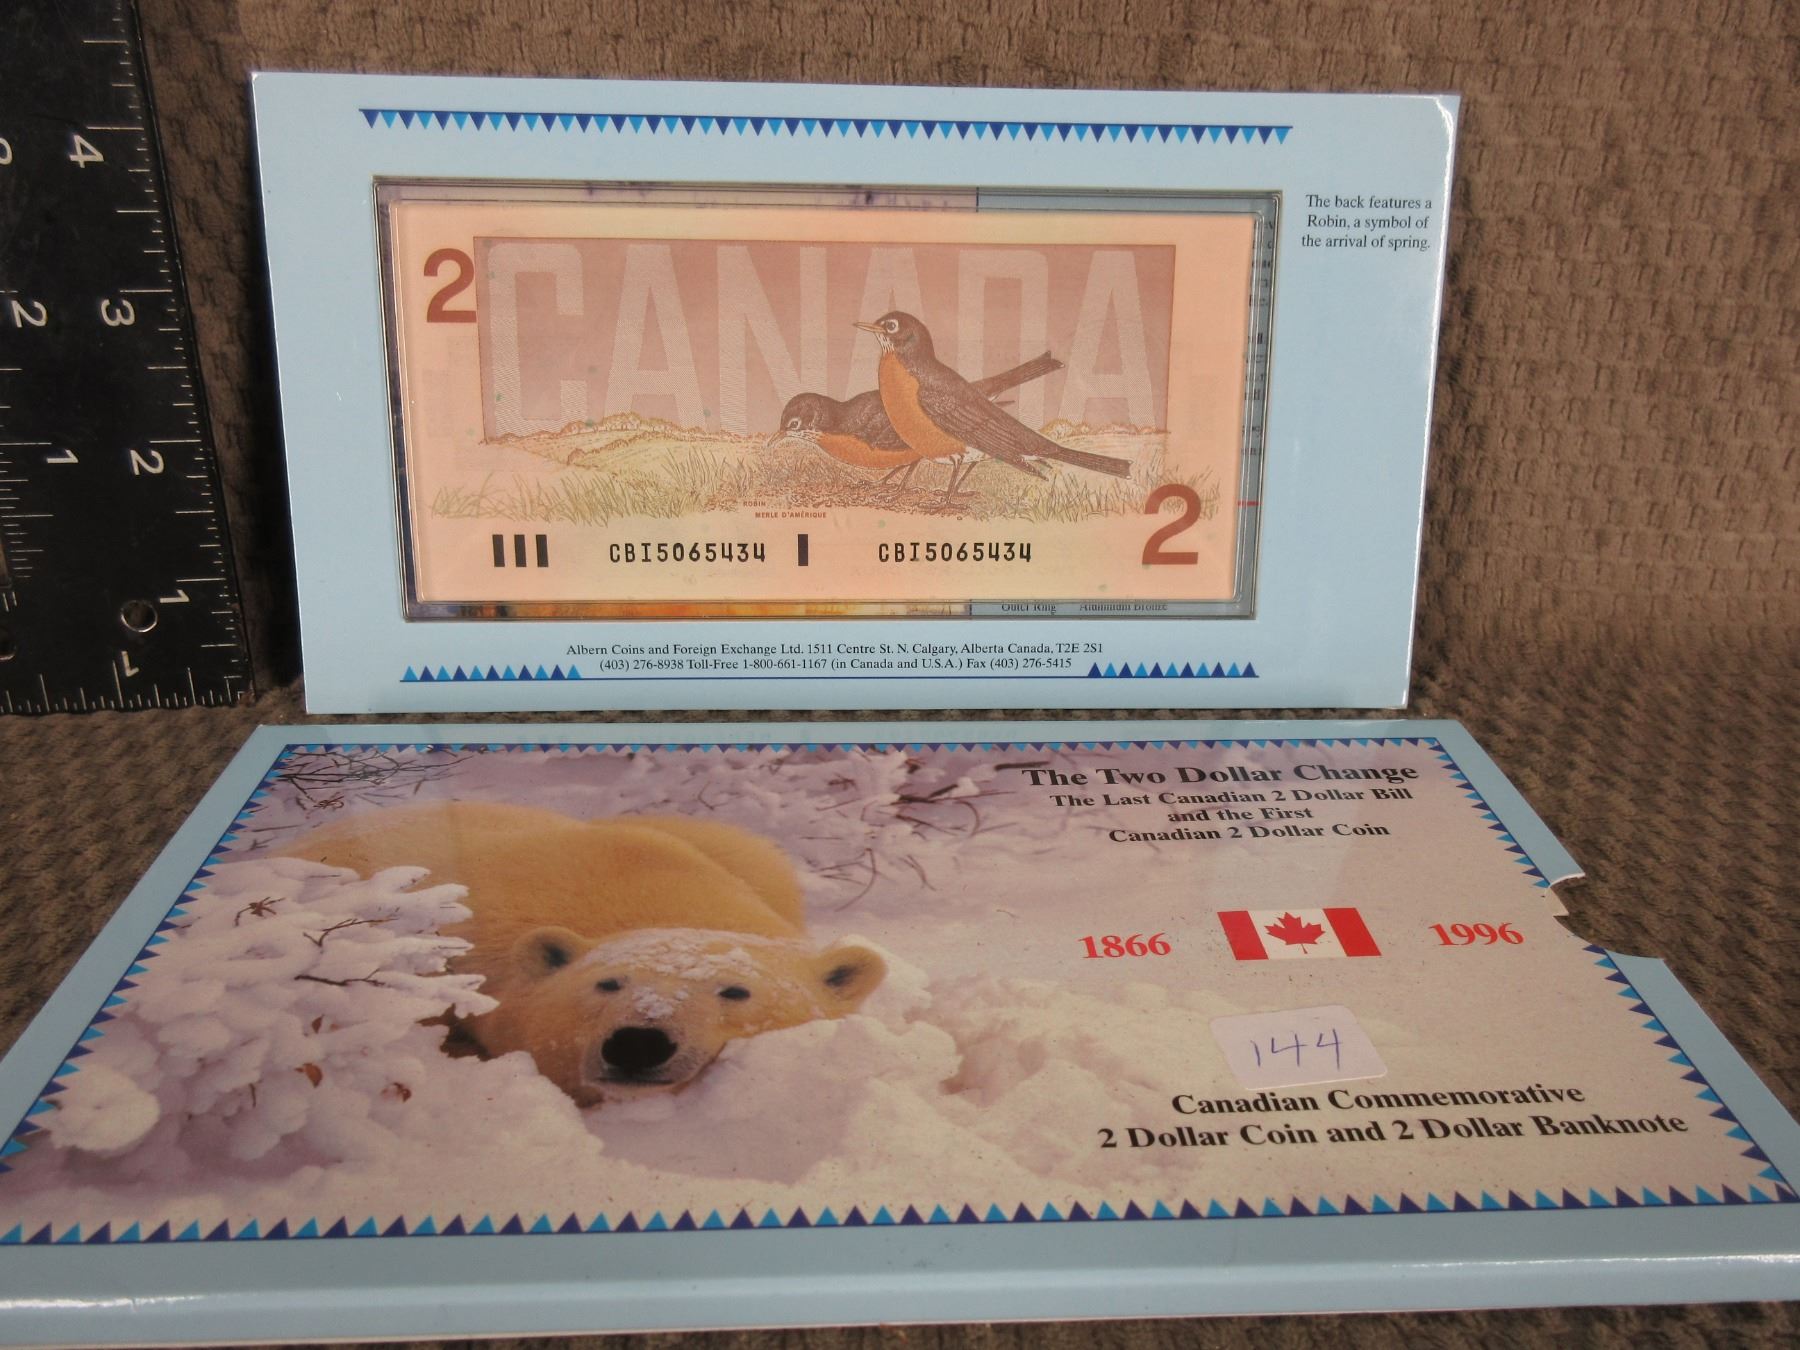 4
3
2
1
2
1
The back features a
Robin, a symbol of
the arrival of spring.
2
CANADA
ROBIN
MERLE D'AMÉRIQUE
2
CBI5065434
CBI5065434
Outer Ring Aluminum Bronze
Albern Coins and Foreign Exchange Ltd. 1511 Centre St. N. Calgary, Alberta Canada, T2E 2S1
(403) 276-8938 Toll-Free 1-800-661-1167 (in Canada and U.S.A.) Fax (403) 276-5415
The Two Dollar Change
The Last Canadian 2 Dollar Bill
and the First
Canadian 2 Dollar Coin
1866 1996
144
Canadian Commemorative
2 Dollar Coin and 2 Dollar Banknote